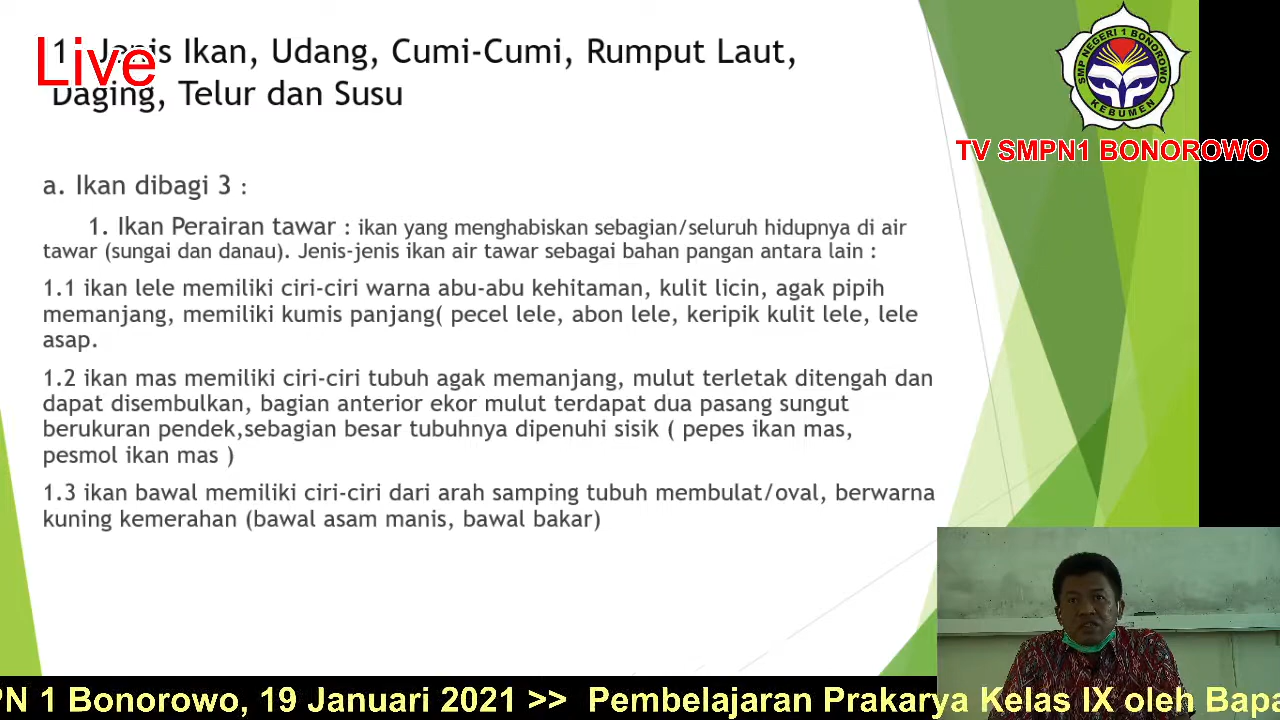 1. Jenis Ikan, Udang, Cumi-Cumi, Rumput Laut,
Daging, Telur dan Susu
Live
SMP NEGERI 1 BONOROWO
KEBUMEN
TV SMPN1 BONOROWO
a. Ikan dibagi 3 :
1. Ikan Perairan tawar : ikan yang menghabiskan sebagian/seluruh hidupnya di air
tawar (sungai dan danau). Jenis-jenis ikan air tawar sebagai bahan pangan antara lain :
1.1 ikan lele memiliki ciri-ciri warna abu-abu kehitaman, kulit licin, agak pipih
memanjang, memiliki kumis panjang( pecel lele, abon lele, keripik kulit lele, lele
asap.
1.2 ikan mas memiliki ciri-ciri tubuh agak memanjang, mulut terletak ditengah dan
dapat disembulkan, bagian anterior ekor mulut terdapat dua pasang sungut
berukuran pendek,sebagian besar tubuhnya dipenuhi sisik ( pepes ikan mas,
pesmol ikan mas )
1.3 ikan bawal memiliki ciri-ciri dari arah samping tubuh membulat/oval, berwarna
kuning kemerahan (bawal asam manis, bawal bakar)
PN 1 Bonorowo, 19 Januari 2021 >> Pembelajaran Prakarya Kelas IX oleh Bapa